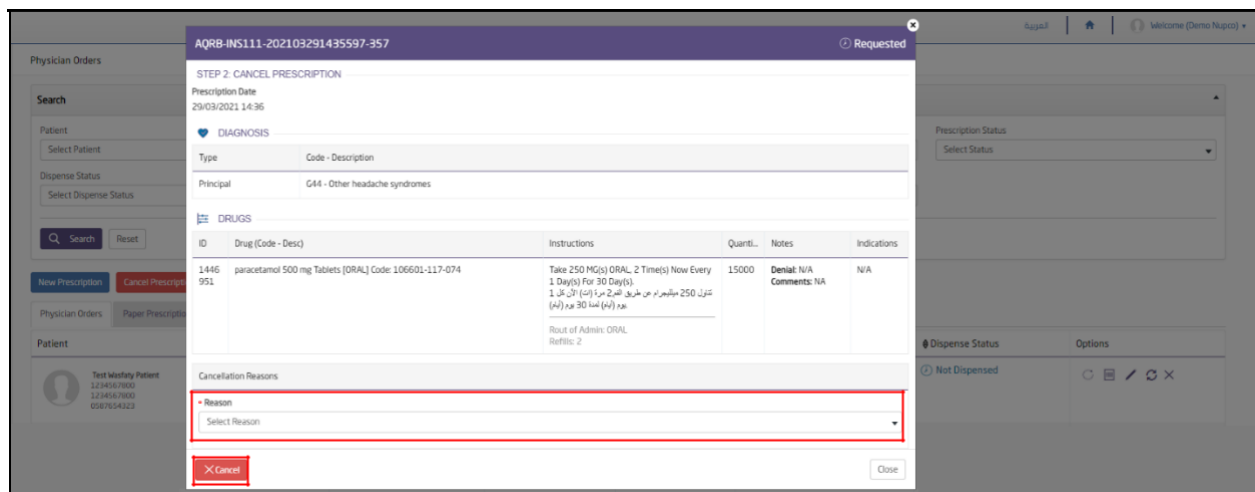 العربية
Welcome (Demo Nupco)
Physician Orders
Search
Patient
Select Patient
Dispense Status
Select Dispense Status
Search
Reset
Prescription Status
Select Status
New Prescription
Cancel Prescripti
Physician Orders
Paper Prescriptio
Patient
Dispense Status
Options
Test Wasfaty Patient
1234567800
1234567800
0587654323
Not Dispensed
AQRB-INS111-202103291435597-357
Requested
STEP 2: CANCEL PRESCRIPTION
Prescription Date
29/03/2021 14:36
DIAGNOSIS
Type Code - Description
Principal G44 - Other headache syndromes
DRUGS
ID Drug (Code - Desc) Instructions Quanti... Notes Indications
1446
951
paracetamol 500 mg Tablets [ORAL] Code: 106601-117-074
Take 250 MG(s) ORAL, 2 Time(s) Now Every
1 Day(s) For 30 Day(s).
تناول 250 ميليجرام عن طريق الفم2 مرة (ات) الآن كل 1
يوم (أيام) لمدة 30 يوم (أيام).
Rout of Admin: ORAL
Refills: 2
15000
Denial: N/A
Comments: NA
N/A
Cancellation Reasons
* Reason
Select Reason
Cancel
Close